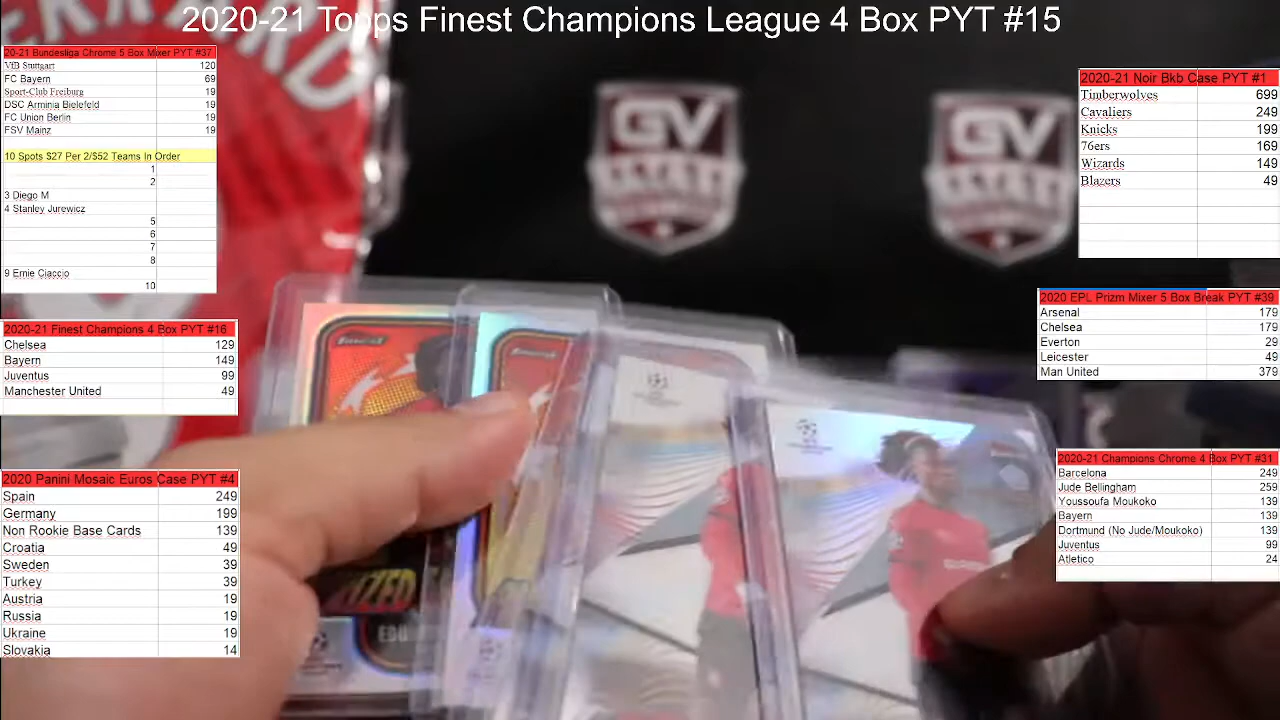 2020-21 Topps Finest Champions League 4 Box PYT #15
20-21 Bundesliga Chrome 5 Box Mixer PYT #37
VfB Stuttgart 120
FC Bayern 69
Sport-Club Freiburg 19
DSC Arminia Bielefeld 19
FC Union Berlin 19
FSV Mainz 19
10 Spots $27 Per 2/$52 Teams In Order
1
2
3 Diego M
4 Stanley Jurewicz
5
6
7
8
9 Ernie Ciaccio
10
2020-21 Finest Champions 4 Box PYT #16
Chelsea 129
Bayern 149
Juventus 99
Manchester United 49
2020 Panini Mosaic Euros Case PYT #4
Spain 249
Germany 199
Non Rookie Base Cards 139
Croatia 49
Sweden 39
Turkey 39
Austria 19
Russia 19
Ukraine 19
Slovakia 14
GV
GV
Finest
EDU
2020-21 Noir Bkb Case PYT #1
Timberwolves 699
Cavaliers 249
Knicks 199
76ers 169
Wizards 149
Blazers 49
2020 EPL Prizm Mixer 5 Box Break PYT #39
Arsenal 179
Chelsea 179
Everton 29
Leicester 49
Man United 379
2020-21 Champions Chrome 4 Box PYT #31
Barcelona 249
Jude Bellingham 259
Youssoufa Moukoko 139
Bayern 139
Dortmund (No Jude/Moukoko) 139
Juventus 99
Atletico 24